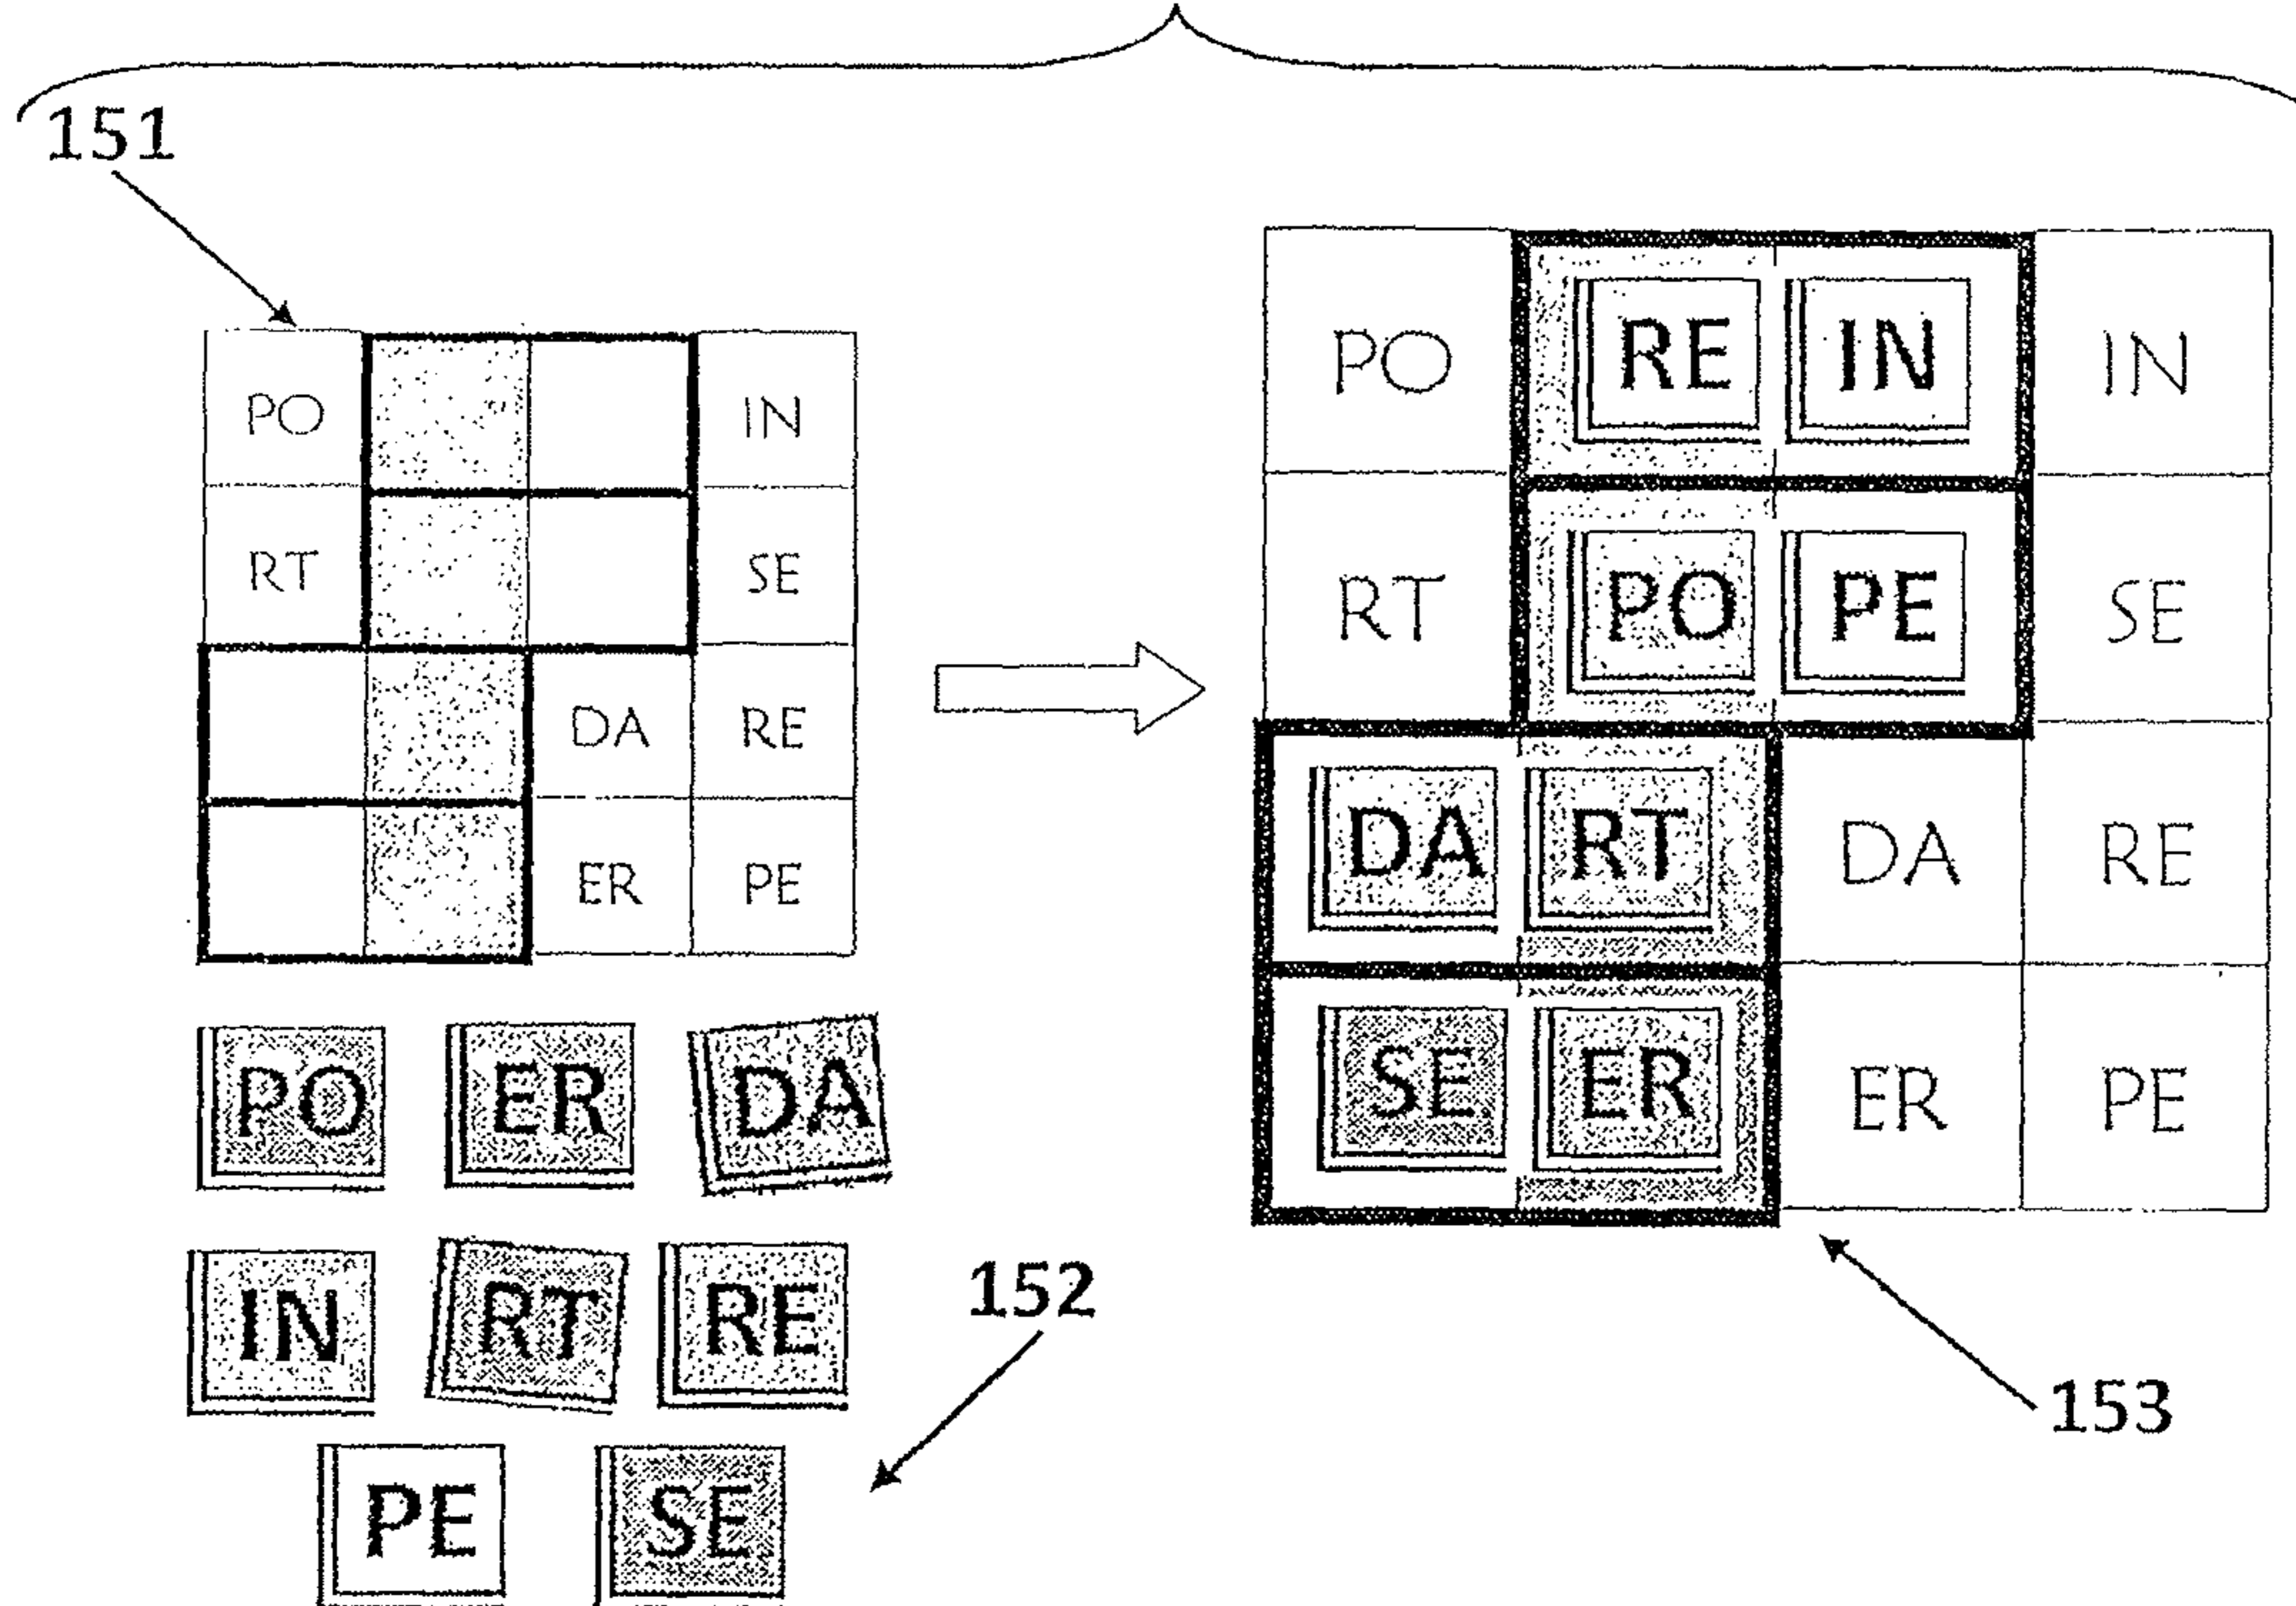 151
PO IN
RT SE
DA RE
ER PE
PO ER DA
IN RT RE
PE SE
152
PO RE IN IN
RT PO PE SE
DA RT DA RE
SE ER ER PE
153